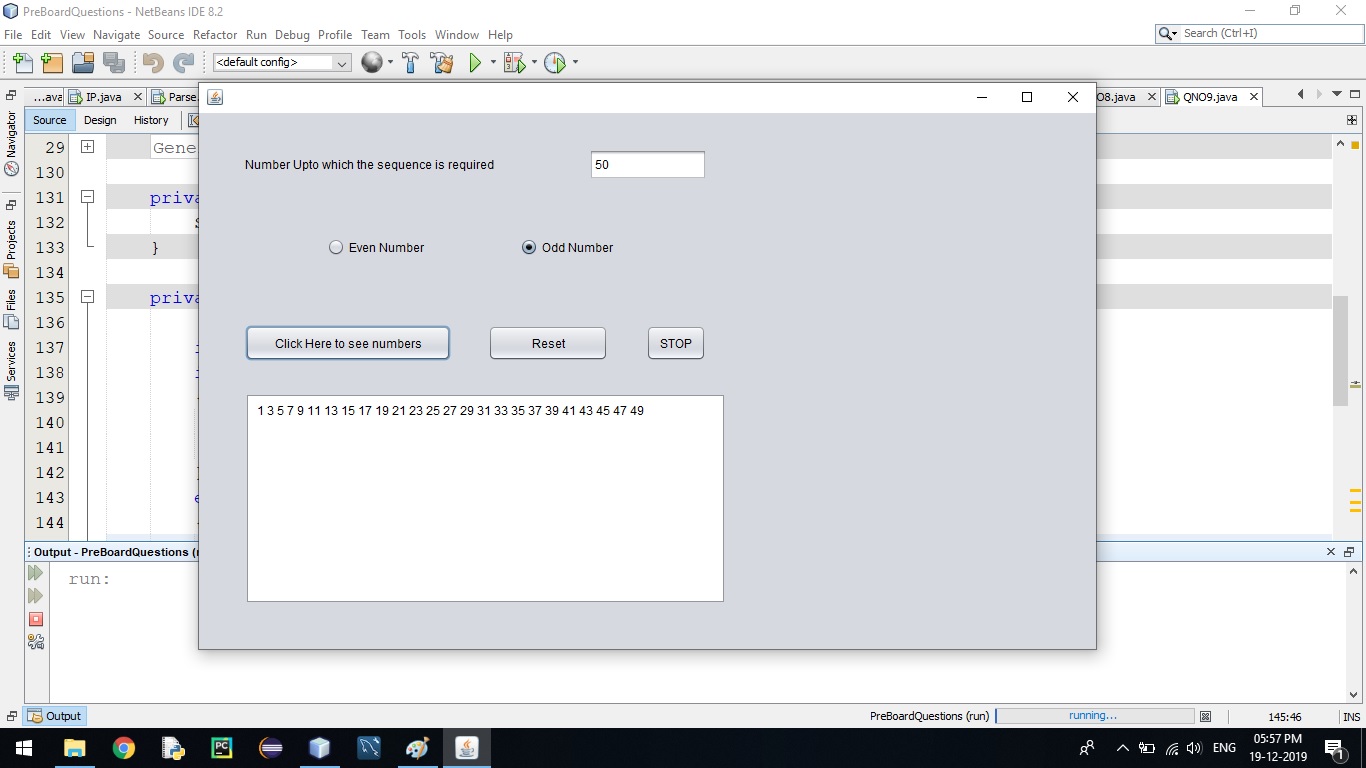 PreBoardQuestions - NetBeans IDE 8.2
File Edit View Navigate Source Refactor Run Debug Profile Team Tools Window Help
Search (Ctrl+I)
<default config>
...ava IP.java Parse. O8.java QNO9.java
Source Design History
Navigator
Projects
Files
Services
29 Gene
130
131 priva
132 S
133 }
134
135 priva
136
137
138
139
140
141
142
143 e
144
Number Upto which the sequence is required 50
Even Number Odd Number
Click Here to see numbers Reset STOP
1 3 5 7 9 11 13 15 17 19 21 23 25 27 29 31 33 35 37 39 41 43 45 47 49
Output - PreBoardQuestions (r
run:
Output PreBoardQuestions (run) running... 145:46 INS
ENG 05:57 PM
19-12-2019
1